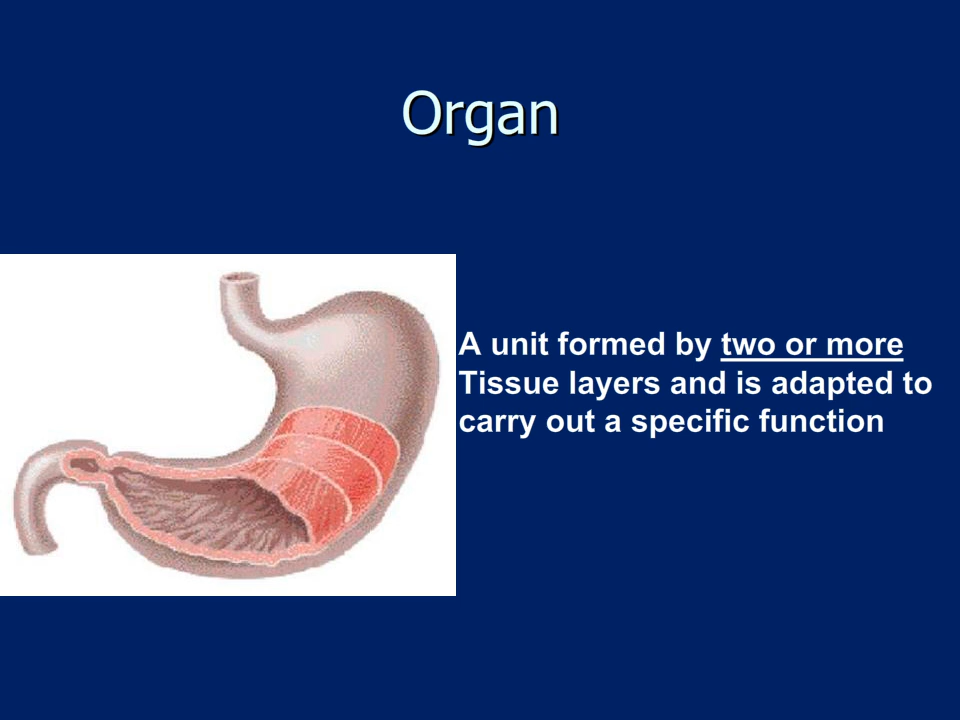 Organ
A unit formed by two or more
Tissue layers and is adapted to
carry out a specific function